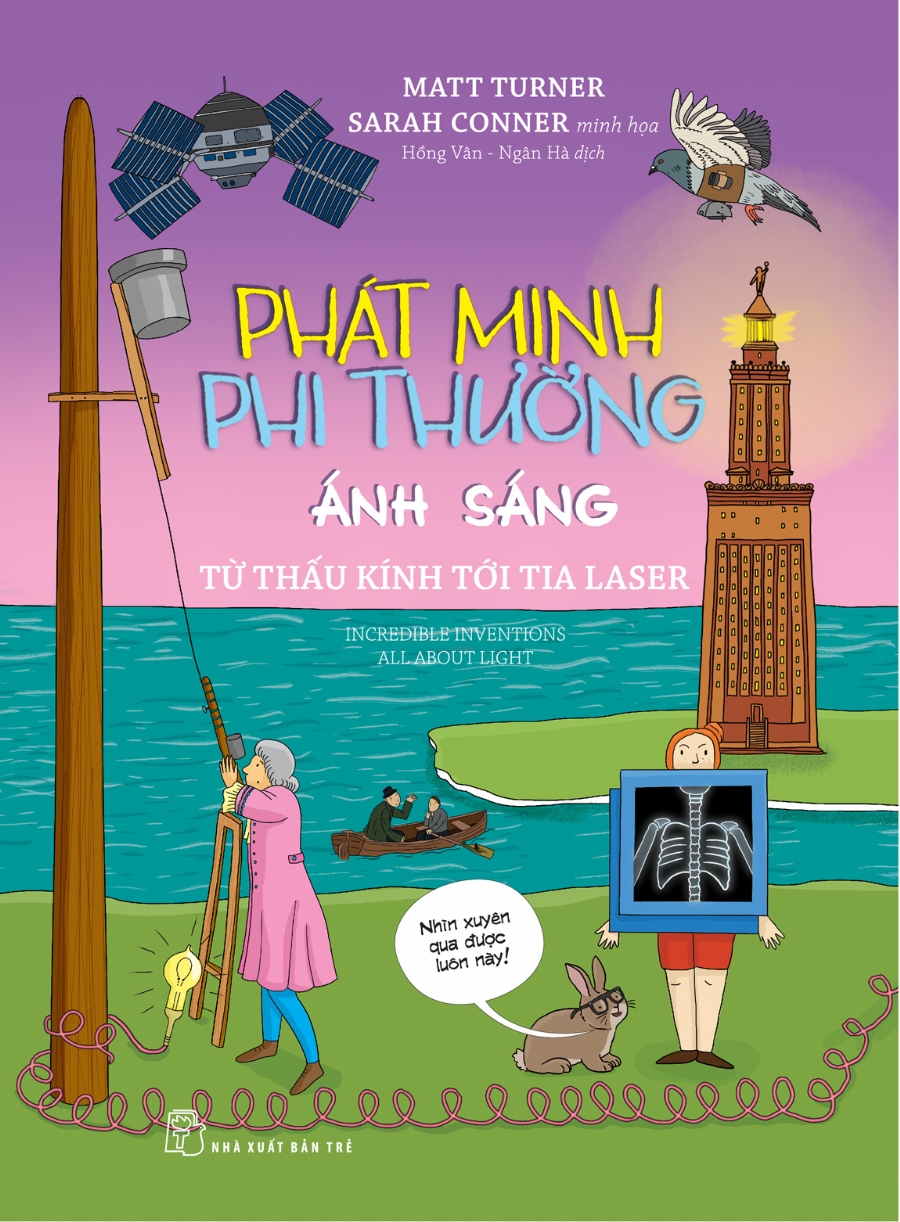 MATT TURNER
SARAH CONNER minh họa
Hồng Vân - Ngân Hà dịch
PHÁT MINH
PHI THƯỜNG
ÁNH SÁNG
TỪ THẤU KÍNH TỚI TIA LASER
INCREDIBLE INVENTIONS
ALL ABOUT LIGHT
Nhìn xuyên
qua được
luôn này!
NHÀ XUẤT BẢN TRẺ